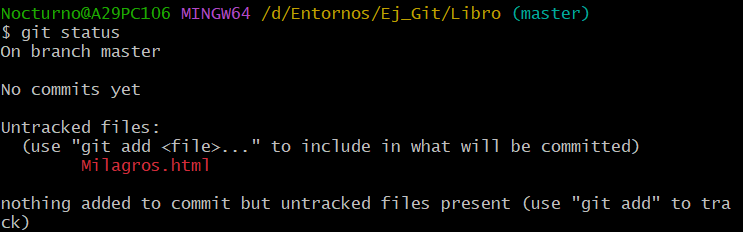 Nocturno@A29PC106 MINGW64 /d/Entornos/Ej_Git/Libro (master)
$ git status
On branch master

No commits yet

Untracked files:
  (use "git add <file>..." to include in what will be committed)
        Milagros.html

nothing added to commit but untracked files present (use "git add" to tra
ck)